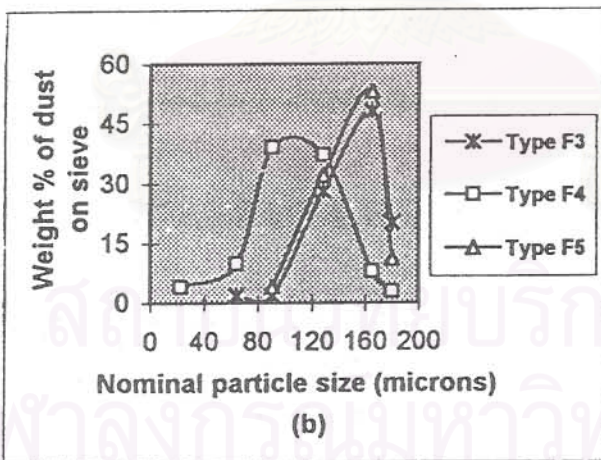 60
45
30
15
0
Weight % of dust
on sieve
0 40 80 120 160 200
Nominal particle size (microns)
(b)
Type F3
Type F4
Type F5